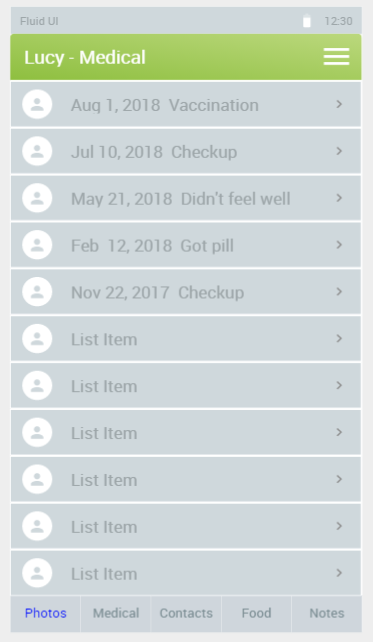 Fluid UI 12:30
Lucy - Medical
Aug 1, 2018 Vaccination
Jul 10, 2018 Checkup
May 21, 2018 Didn't feel well
Feb 12, 2018 Got pill
Nov 22, 2017 Checkup
List Item
List Item
List Item
List Item
List Item
List Item
Photos Medical Contacts Food Notes